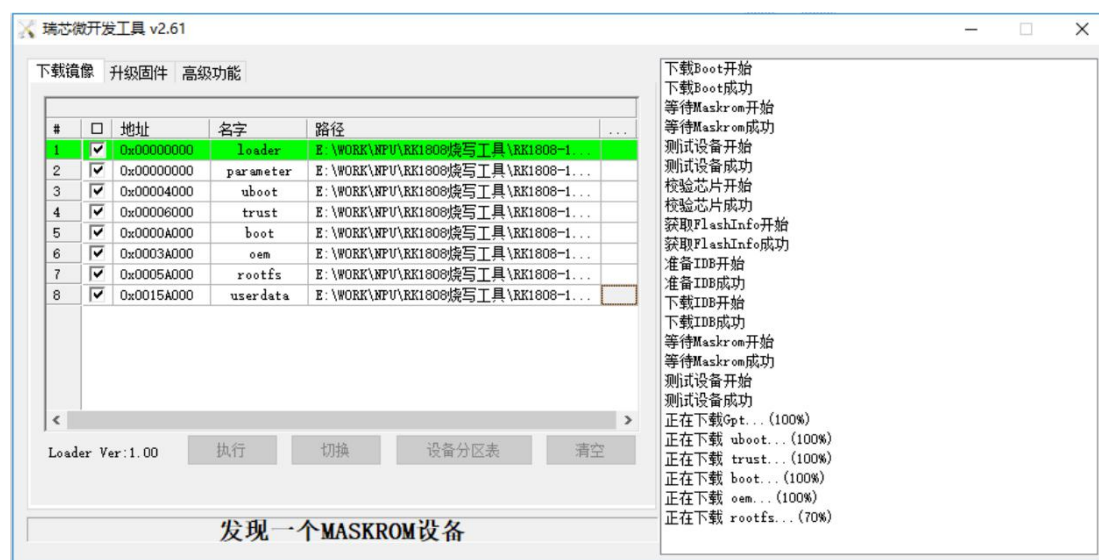 瑞芯微开发工具 v2.61
下载镜像 升级固件 高级功能
# 地址 名字 路径 ...
1 0x00000000 loader E:\WORK\NPU\RK1808烧写工具\RK1808-1...
2 0x00000000 parameter E:\WORK\NPU\RK1808烧写工具\RK1808-1...
3 0x00004000 uboot E:\WORK\NPU\RK1808烧写工具\RK1808-1...
4 0x00006000 trust E:\WORK\NPU\RK1808烧写工具\RK1808-1...
5 0x0000A000 boot E:\WORK\NPU\RK1808烧写工具\RK1808-1...
6 0x0003A000 oem E:\WORK\NPU\RK1808烧写工具\RK1808-1...
7 0x0005A000 rootfs E:\WORK\NPU\RK1808烧写工具\RK1808-1...
8 0x0015A000 userdata E:\WORK\NPU\RK1808烧写工具\RK1808-1...
Loader Ver:1.00 执行 切换 设备分区表 清空
发现一个MASKROM设备
下载Boot开始
下载Boot成功
等待Maskrom开始
等待Maskrom成功
测试设备开始
测试设备成功
校验芯片开始
校验芯片成功
获取FlashInfo开始
获取FlashInfo成功
准备IDB开始
准备IDB成功
下载IDB开始
下载IDB成功
等待Maskrom开始
等待Maskrom成功
测试设备开始
测试设备成功
正在下载Gpt...(100%)
正在下载 uboot...(100%)
正在下载 trust...(100%)
正在下载 boot...(100%)
正在下载 oem...(100%)
正在下载 rootfs...(70%)